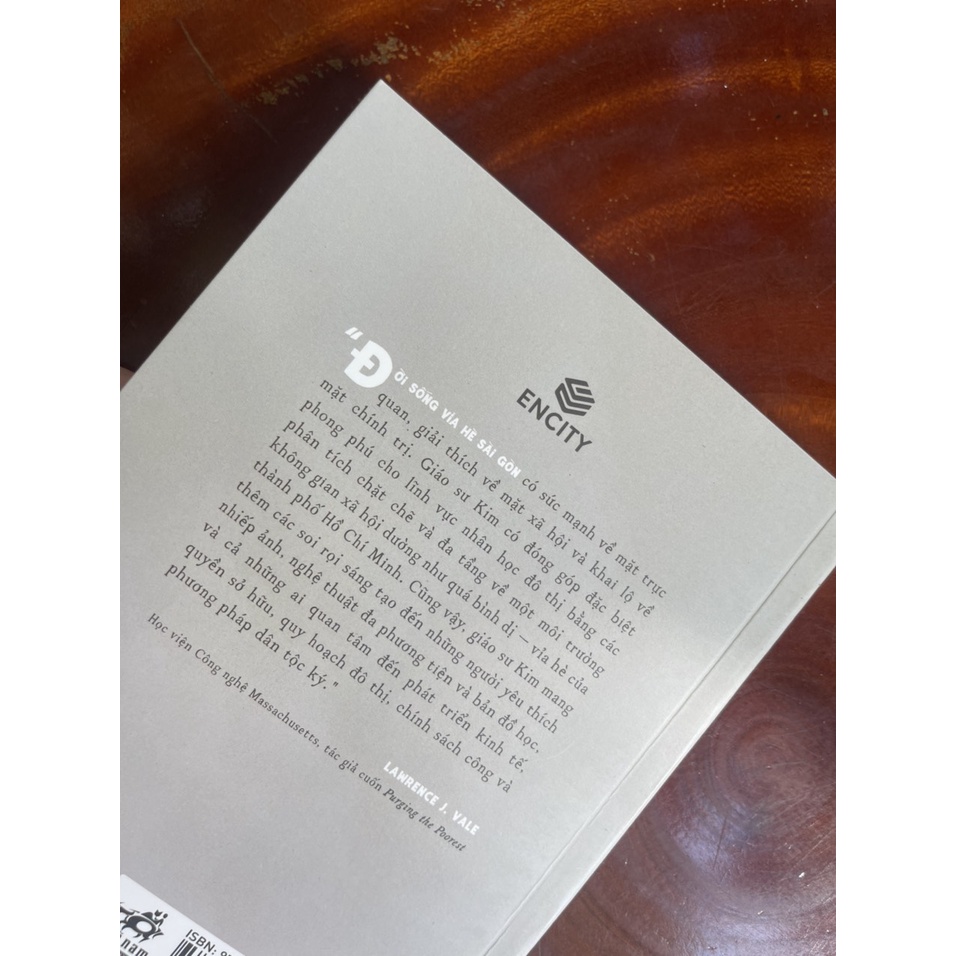 ENCITY
“ĐỜI SỐNG VỈA HÈ SÀI GÒN có sức mạnh về mặt trực
quan, giải thích về mặt xã hội và khai lộ về
mặt chính trị. Giáo sư Kim có đóng góp đặc biệt
phong phú cho lĩnh vực nhân học đô thị bằng các
phân tích chặt chẽ và đa tầng về một môi trường
không gian xã hội dường như quá bình dị – vỉa hè của
thành phố Hồ Chí Minh. Cũng vậy, giáo sư Kim mang
thêm các soi rọi sáng tạo đến những người yêu thích
nhiếp ảnh, nghệ thuật đa phương tiện và bản đồ học,
và cả những ai quan tâm đến phát triển kinh tế,
quyền sở hữu, quy hoạch đô thị, chính sách công và
phương pháp dân tộc ký.”
LAWRENCE J. VALE
Học viện Công nghệ Massachusetts, tác giả cuốn Purging the Poorest
nam
ISBN: